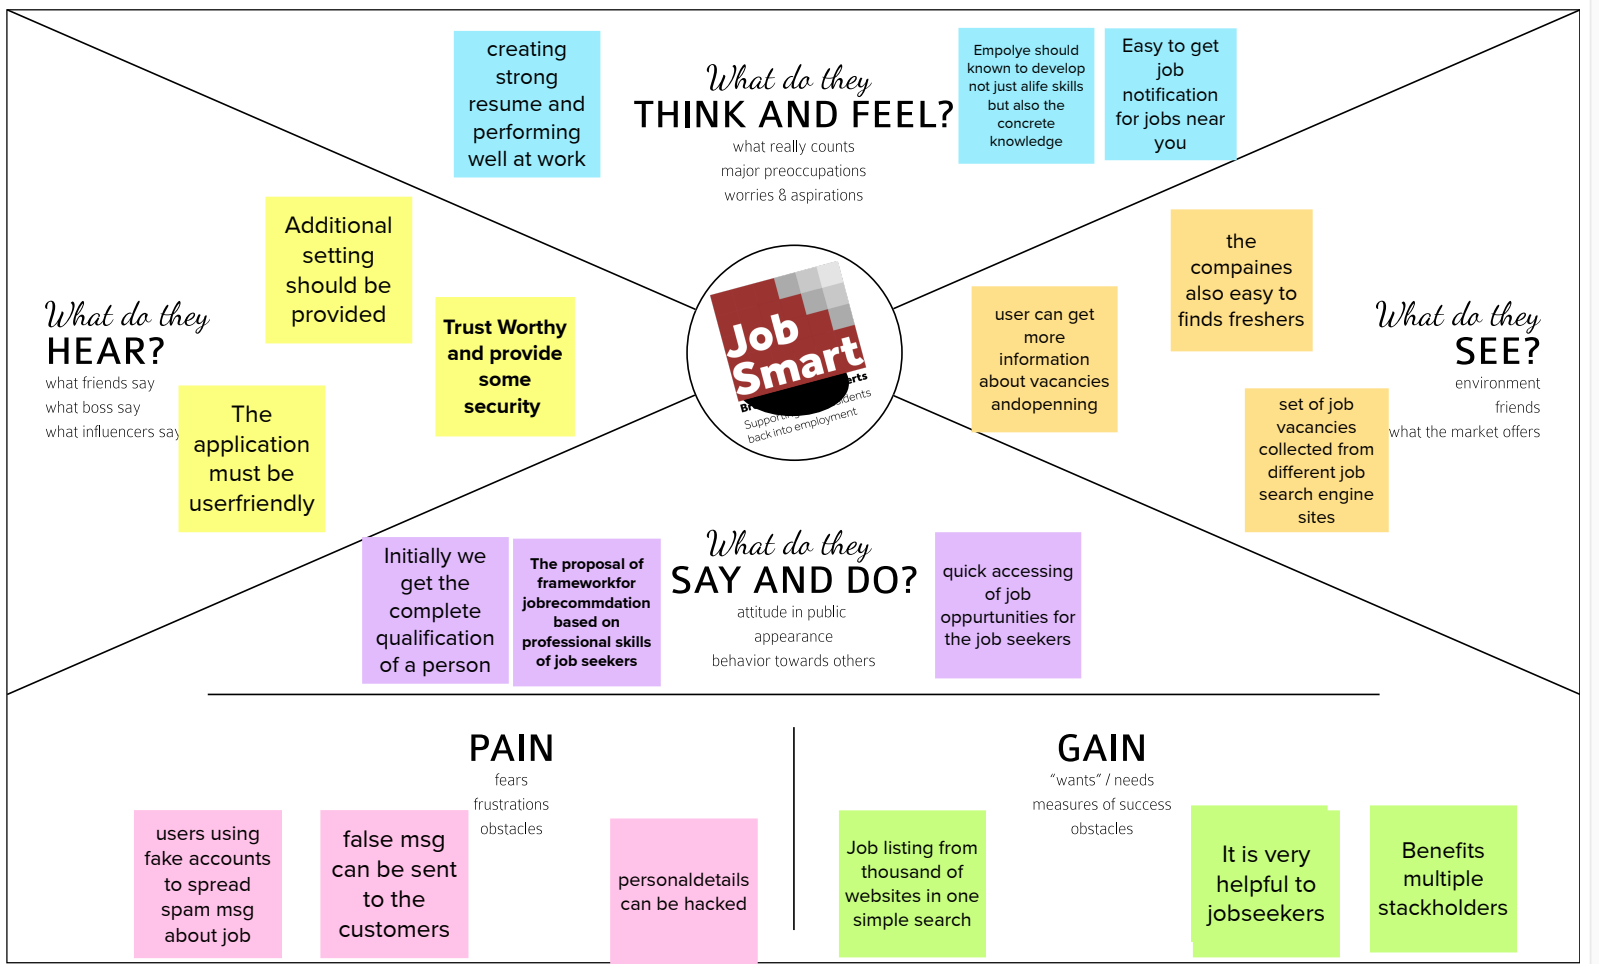 creating
strong
resume and
performing
well at work
What do they
THINK AND FEEL?
what really counts
major preoccupations
worries & aspirations
Empolye should
known to develop
not just alife skills
but also the
concrete
knowledge
Easy to get
job
notification
for jobs near
you
Additional
setting
should be
provided
Trust Worthy
and provide
some
security
What do they
HEAR?
what friends say
what boss say
what influencers say
The
application
must be
userfriendly
Job
Smart
Supporting
back into employment
user can get
more
information
about vacancies
andopenning
the
compaines
also easy to
finds freshers
What do they
SEE?
environment
friends
what the market offers
set of job
vacancies
collected from
different job
search engine
sites
Initially we
get the
complete
qualification
of a person
The proposal of
frameworkfor
jobrecommdation
based on
professional skills
of job seekers
What do they
SAY AND DO?
attitude in public
appearance
behavior towards others
quick accessing
of job
oppurtunities for
the job seekers
PAIN
fears
frustrations
obstacles
users using
fake accounts
to spread
spam msg
about job
false msg
can be sent
to the
customers
personaldetails
can be hacked
GAIN
“wants” / needs
measures of success
obstacles
Job listing from
thousand of
websites in one
simple search
It is very
helpful to
jobseekers
Benefits
multiple
stackholders